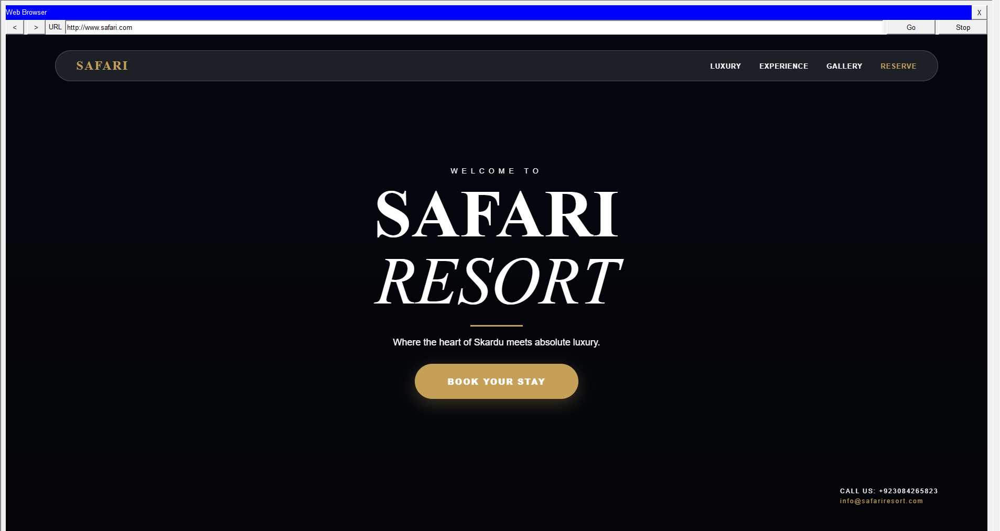 Web Browser X
< > URL http://www.safari.com Go Stop
SAFARI LUXURY EXPERIENCE GALLERY RESERVE
WELCOME TO
SAFARI
RESORT
Where the heart of Skardu meets absolute luxury.
BOOK YOUR STAY
CALL US: +923084265823
info@safariresort.com